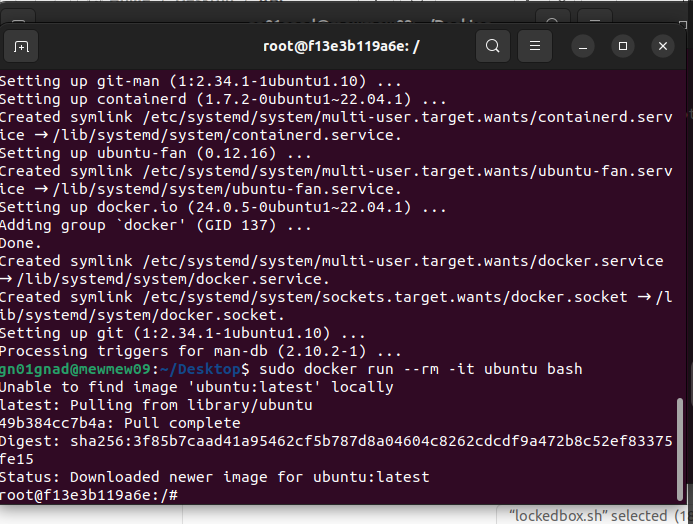 root@f13e3b119a6e: /
Setting up git-man (1:2.34.1-1ubuntu1.10) ...
Setting up containerd (1.7.2-0ubuntu1~22.04.1) ...
Created symlink /etc/systemd/system/multi-user.target.wants/containerd.serv
ice → /lib/systemd/system/containerd.service.
Setting up ubuntu-fan (0.12.16) ...
Created symlink /etc/systemd/system/multi-user.target.wants/ubuntu-fan.serv
ice → /lib/systemd/system/ubuntu-fan.service.
Setting up docker.io (24.0.5-0ubuntu1~22.04.1) ...
Adding group `docker' (GID 137) ...
Done.
Created symlink /etc/systemd/system/multi-user.target.wants/docker.service
→ /lib/systemd/system/docker.service.
Created symlink /etc/systemd/system/sockets.target.wants/docker.socket → /l
ib/systemd/system/docker.socket.
Setting up git (1:2.34.1-1ubuntu1.10) ...
Processing triggers for man-db (2.10.2-1) ...
gn01gnad@mewmew09:~/Desktop$ sudo docker run --rm -it ubuntu bash
Unable to find image 'ubuntu:latest' locally
latest: Pulling from library/ubuntu
49b384cc7b4a: Pull complete
Digest: sha256:3f85b7caad41a95462cf5b787d8a04604c8262cdcdf9a472b8c52ef83375
fe15
Status: Downloaded newer image for ubuntu:latest
root@f13e3b119a6e:/#
“lockedbox.sh” selected